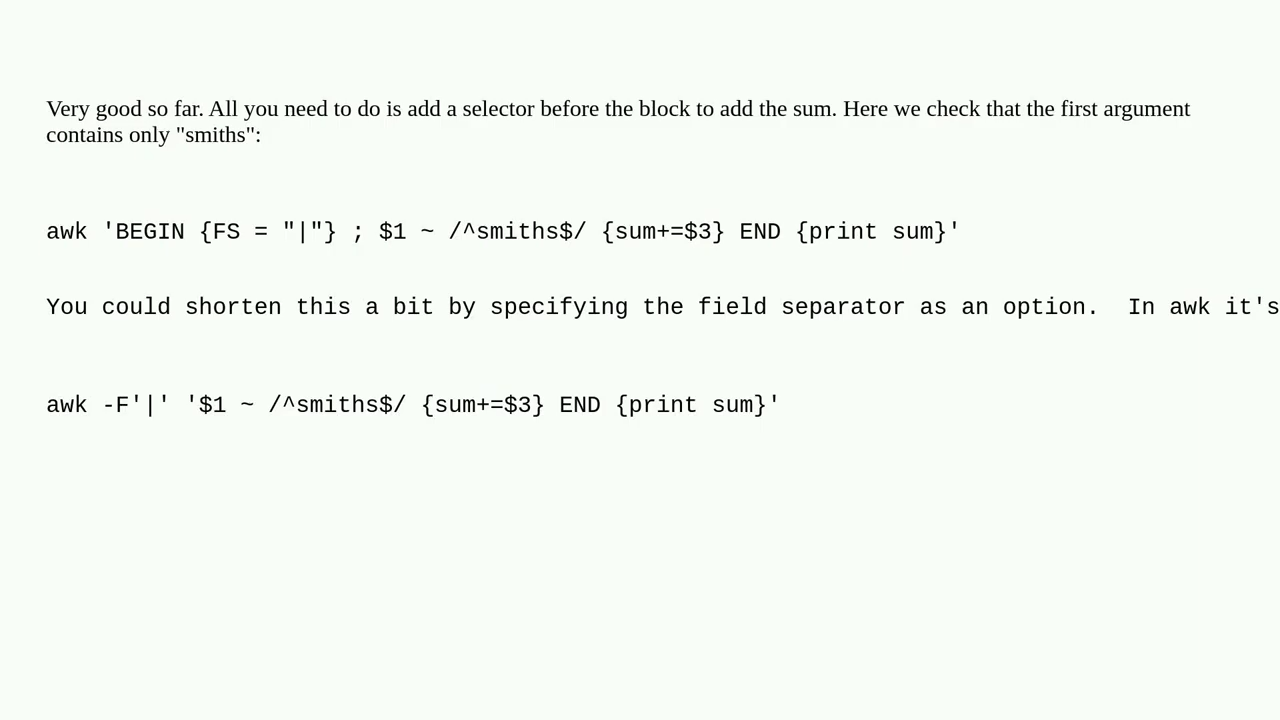 Very good so far. All you need to do is add a selector before the block to add the sum. Here we check that the first argument
contains only "smiths":
awk 'BEGIN {FS = "|"} ; $1 ~ /^smiths$/ {sum+=$3} END {print sum}'
You could shorten this a bit by specifying the field separator as an option.  In awk it's
awk -F'|' '$1 ~ /^smiths$/ {sum+=$3} END {print sum}'